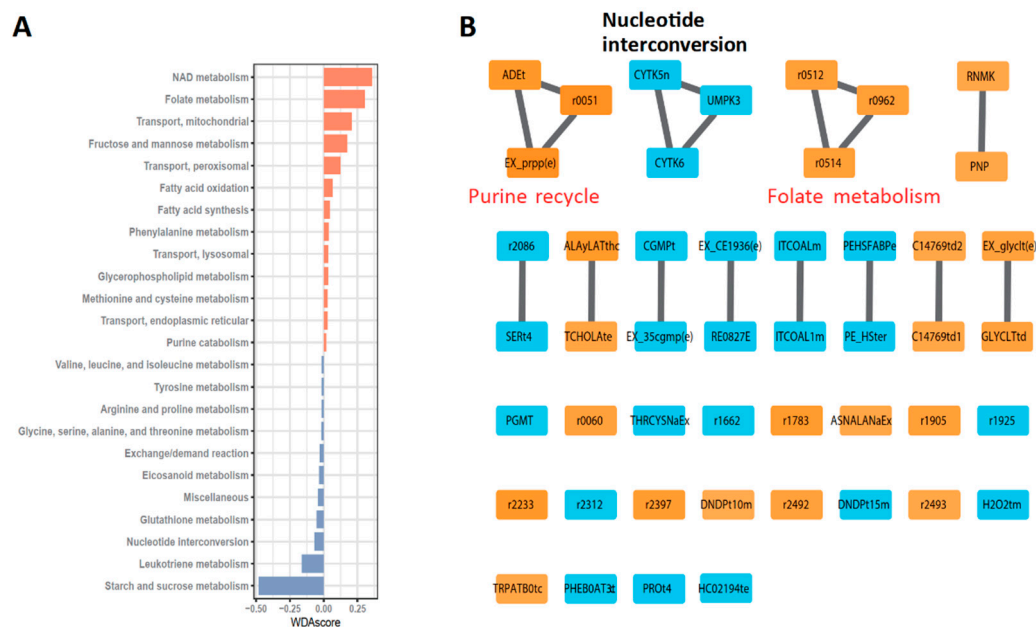 A
NAD metabolism
Folate metabolism
Transport, mitochondrial
Fructose and mannose metabolism
Transport, peroxisomal
Fatty acid oxidation
Fatty acid synthesis
Phenylalanine metabolism
Transport, lysosomal
Glycerophospholipid metabolism
Methionine and cysteine metabolism
Transport, endoplasmic reticular
Purine catabolism
Valine, leucine, and isoleucine metabolism
Tyrosine metabolism
Arginine and proline metabolism
Glycine, serine, alanine, and threonine metabolism
Exchange/demand reaction
Eicosanoid metabolism
Miscellaneous
Glutathione metabolism
Nucleotide interconversion
Leukotriene metabolism
Starch and sucrose metabolism
−0.50 −0.25 0.00 0.25
WDAscore
B
Nucleotide
interconversion
ADEt
r0051
EX_prpp(e)
Purine recycle
CYTK5n
UMPK3
CYTK6
r0512
r0962
r0514
Folate metabolism
RNMK
PNP
r2086 ALAyLATthc CGMPt EX_CE1936(e) ITCOALm PEHSFABPe C14769td2 EX_glyclt(e)
SERt4 TCHOLAte EX_35cgmp(e) RE0827E ITCOAL1m PE_HSter C14769td1 GLYCLTtd
PGMT r0060 THRCYSNaEx r1662 r1783 ASNALANaEx r1905 r1925
r2233 r2312 r2397 DNDPt10m r2492 DNDPt15m r2493 H2O2tm
TRPATB0tc PHEB0AT3t PROt4 HC02194te